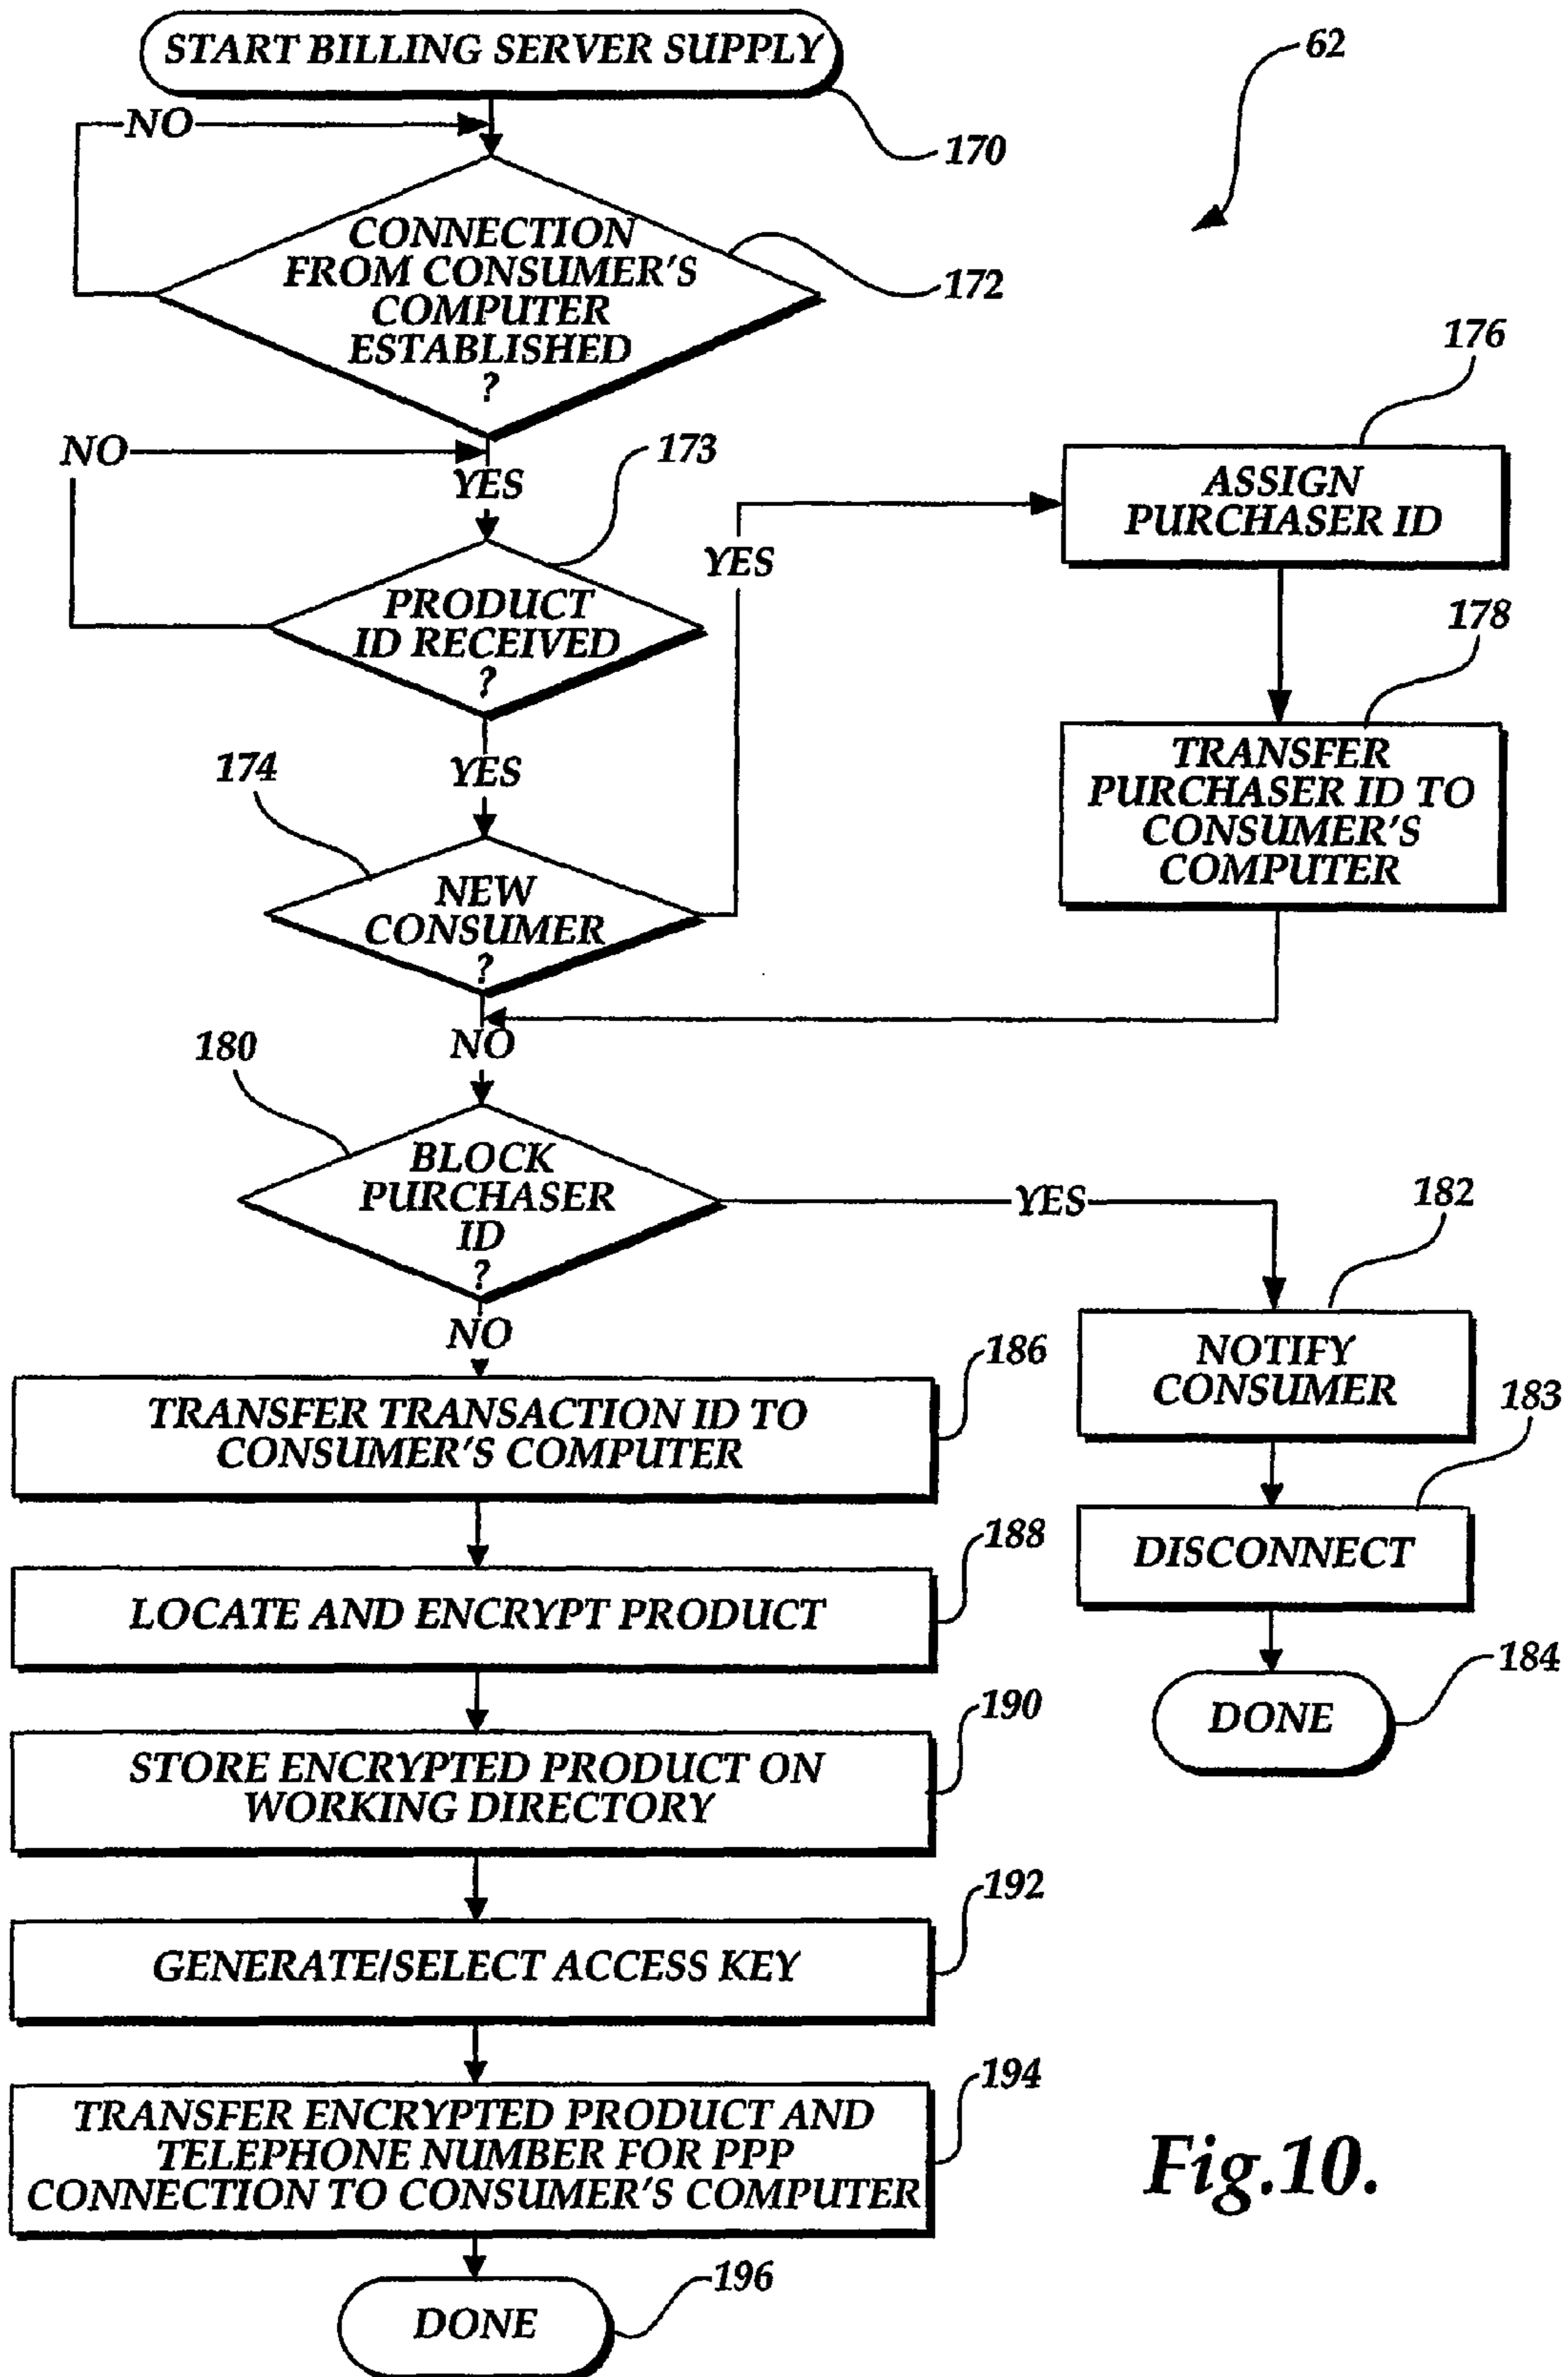 START BILLING SERVER SUPPLY
62
NO
170
CONNECTION
FROM CONSUMER'S
COMPUTER
ESTABLISHED
?
172
176
NO
173
YES
ASSIGN
PURCHASER ID
YES
PRODUCT
ID RECEIVED
?
178
174
YES
TRANSFER
PURCHASER ID TO
CONSUMER'S
COMPUTER
NEW
CONSUMER
?
180
NO
BLOCK
PURCHASER
ID
?
YES
182
NO
186
NOTIFY
CONSUMER
183
TRANSFER TRANSACTION ID TO
CONSUMER'S COMPUTER
188
DISCONNECT
LOCATE AND ENCRYPT PRODUCT
184
190
DONE
STORE ENCRYPTED PRODUCT ON
WORKING DIRECTORY
192
GENERATE/SELECT ACCESS KEY
194
TRANSFER ENCRYPTED PRODUCT AND
TELEPHONE NUMBER FOR PPP
CONNECTION TO CONSUMER'S COMPUTER
Fig.10.
196
DONE